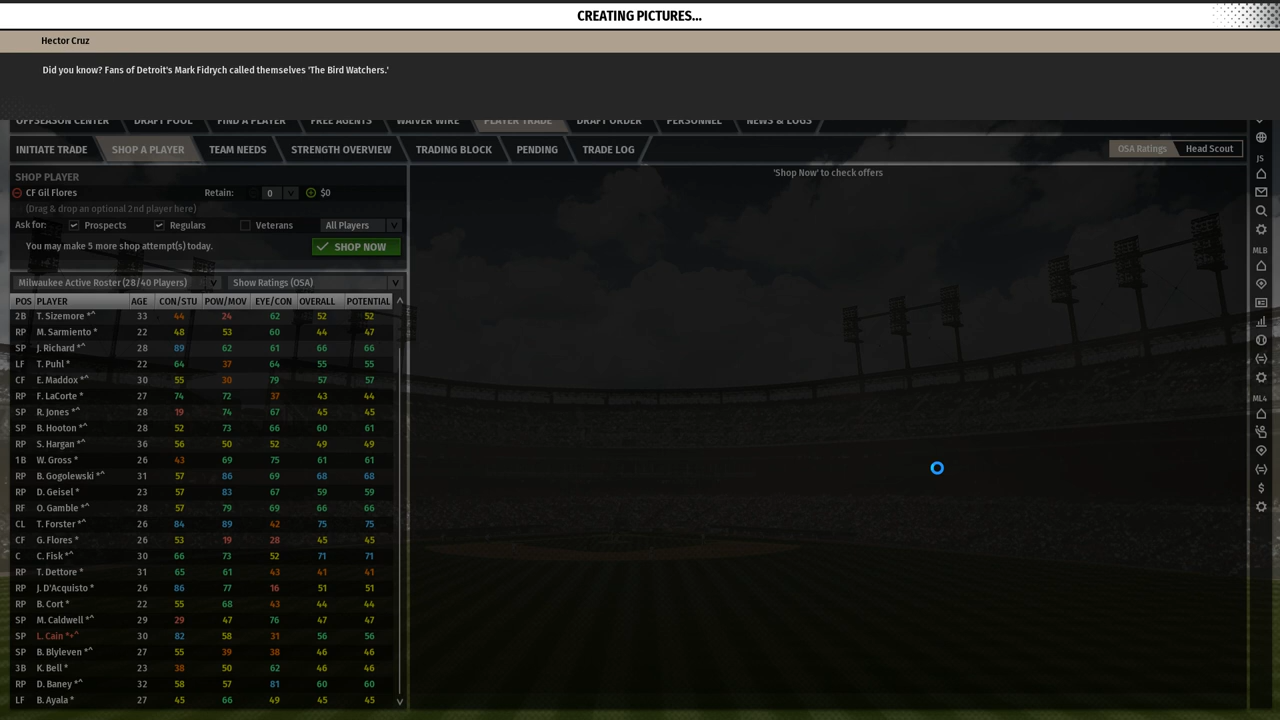 CREATING PICTURES...
Hector Cruz
Did you know? Fans of Detroit's Mark Fidrych called themselves 'The Bird Watchers.'
OFFSEASON CENTER DRAFT POOL FIND A PLAYER FREE AGENTS WAIVER WIRE PLAYER TRADE DRAFT ORDER PERSONNEL NEWS & LOGS
INITIATE TRADE SHOP A PLAYER TEAM NEEDS STRENGTH OVERVIEW TRADING BLOCK PENDING TRADE LOG OSA Ratings Head Scout
SHOP PLAYER
CF Gil Flores Retain: 0 $0
(Drag & drop an optional 2nd player here)
Ask for: Prospects Regulars Veterans All Players
You may make 5 more shop attempt(s) today. SHOP NOW
Milwaukee Active Roster (28/40 Players) Show Ratings (OSA)
POS PLAYER AGE CON/STU POW/MOV EYE/CON OVERALL POTENTIAL
2B T. Sizemore *^ 33 44 24 62 52 52
RP M. Sarmiento * 22 48 53 60 44 47
SP J. Richard *^ 28 89 62 61 66 66
LF T. Puhl * 22 64 37 64 55 55
CF E. Maddox *^ 30 55 30 79 57 57
RP F. LaCorte * 27 74 72 37 43 44
SP R. Jones *^ 28 19 74 67 45 45
SP B. Hooton *^ 28 52 73 66 60 61
RP S. Hargan *^ 36 56 50 52 49 49
1B W. Gross * 26 43 69 75 61 61
RP B. Gogolewski *^ 31 57 86 69 68 68
RP D. Geisel * 23 57 83 67 59 59
RF O. Gamble *^ 28 57 79 69 66 66
CL T. Forster *^ 26 84 89 42 75 75
CF G. Flores * 26 53 19 28 45 45
C C. Fisk *^ 30 66 73 52 71 71
RP T. Dettore * 31 65 61 43 41 41
RP J. D'Acquisto * 26 86 77 16 51 51
RP B. Cort * 22 55 68 43 44 44
SP M. Caldwell *^ 29 29 47 76 47 47
SP L. Cain *+^ 30 82 58 31 56 56
SP B. Blyleven *^ 27 55 39 38 46 46
3B K. Bell * 23 38 50 62 46 46
RP D. Baney *^ 32 58 57 81 60 60
LF B. Ayala * 27 45 66 49 45 45
'Shop Now' to check offers
JS
MLB
ML4
$